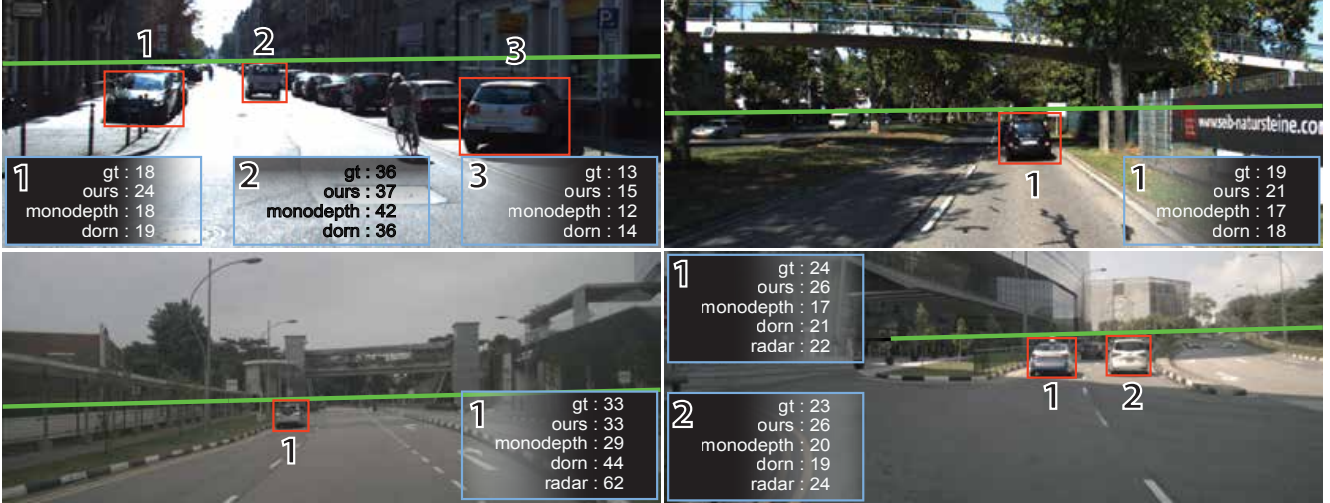 1
2
3
P
1
gt : 18
ours : 24
monodepth : 18
dorn : 19
2
gt : 36
ours : 37
monodepth : 42
dorn : 36
3
gt : 13
ours : 15
monodepth : 12
dorn : 14
www.seb-natursteine.co
1
1
gt : 19
ours : 21
monodepth : 17
dorn : 18
1
1
gt : 33
ours : 33
monodepth : 29
dorn : 44
radar : 62
1
gt : 24
ours : 26
monodepth : 17
dorn : 21
radar : 22
1
2
2
gt : 23
ours : 26
monodepth : 20
dorn : 19
radar : 24